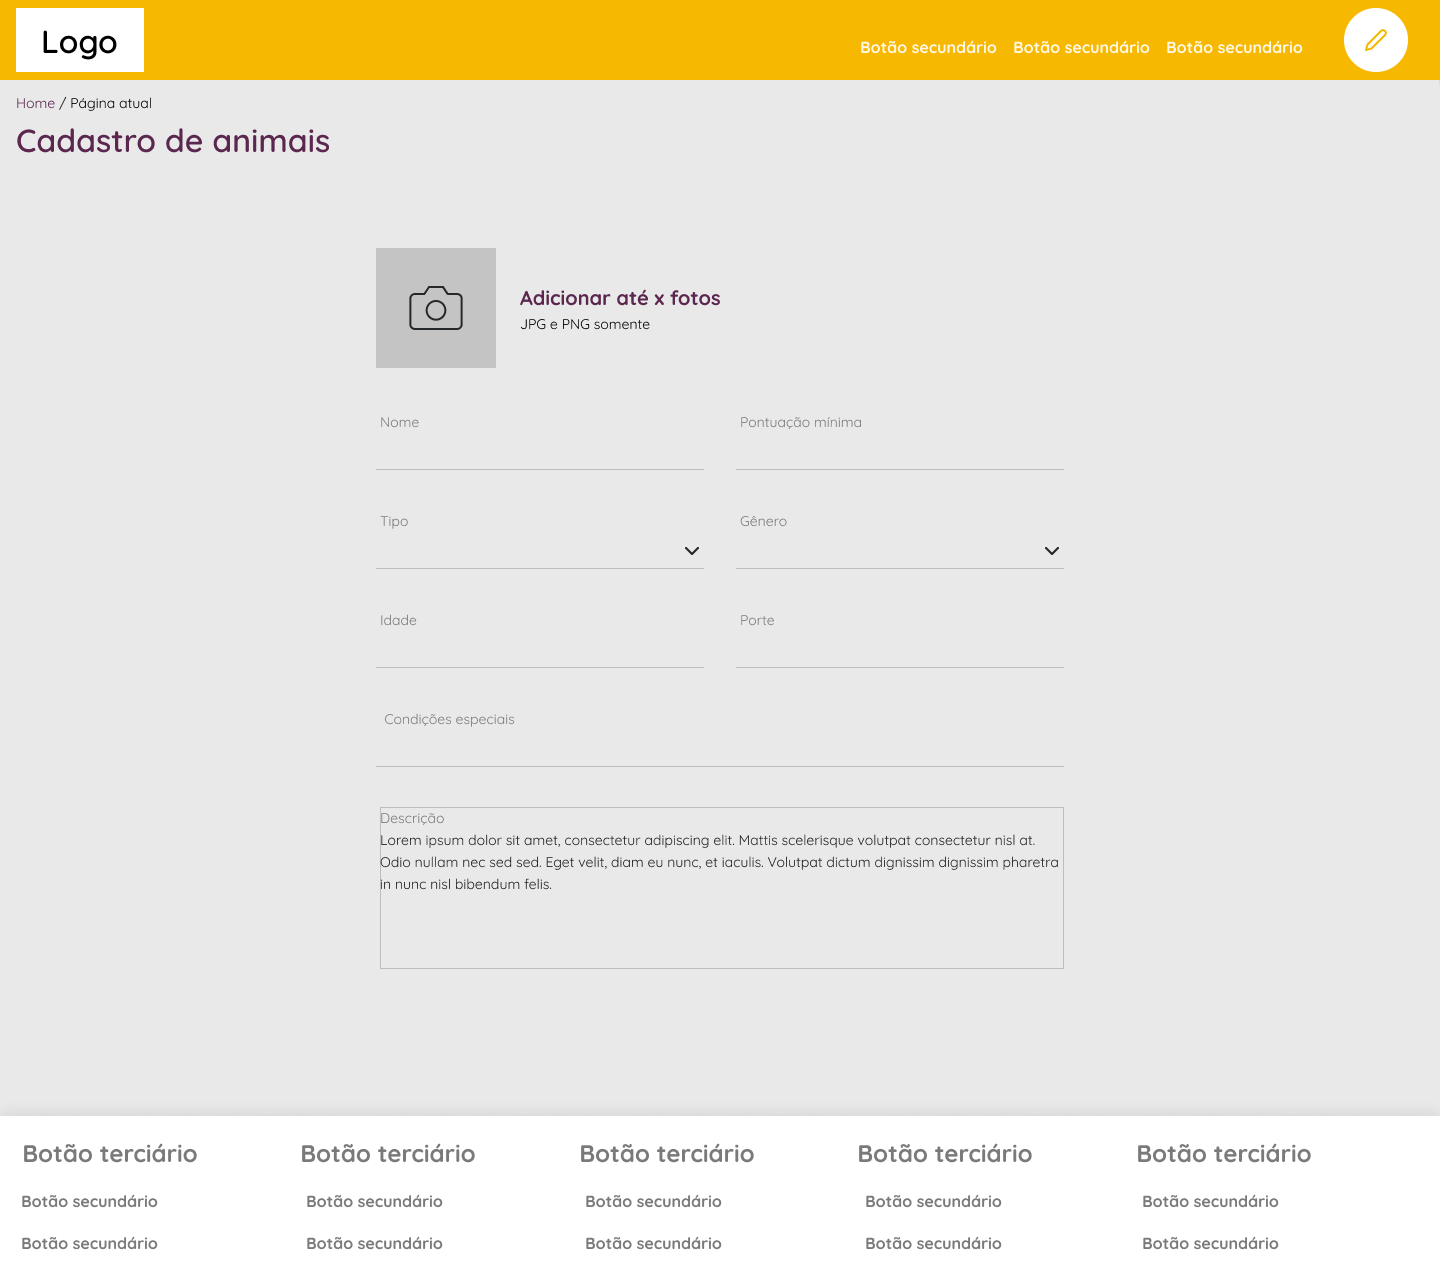 Logo
Botão secundário Botão secundário Botão secundário
Home / Página atual
Cadastro de animais
Adicionar até x fotos
JPG e PNG somente
Nome Pontuação mínima
Tipo Gênero
Idade Porte
Condições especiais
Descrição
Lorem ipsum dolor sit amet, consectetur adipiscing elit. Mattis scelerisque volutpat consectetur nisl at.
Odio nullam nec sed sed. Eget velit, diam eu nunc, et iaculis. Volutpat dictum dignissim dignissim pharetra
in nunc nisl bibendum felis.
Botão terciário Botão terciário Botão terciário Botão terciário Botão terciário
Botão secundário Botão secundário Botão secundário Botão secundário Botão secundário
Botão secundário Botão secundário Botão secundário Botão secundário Botão secundário